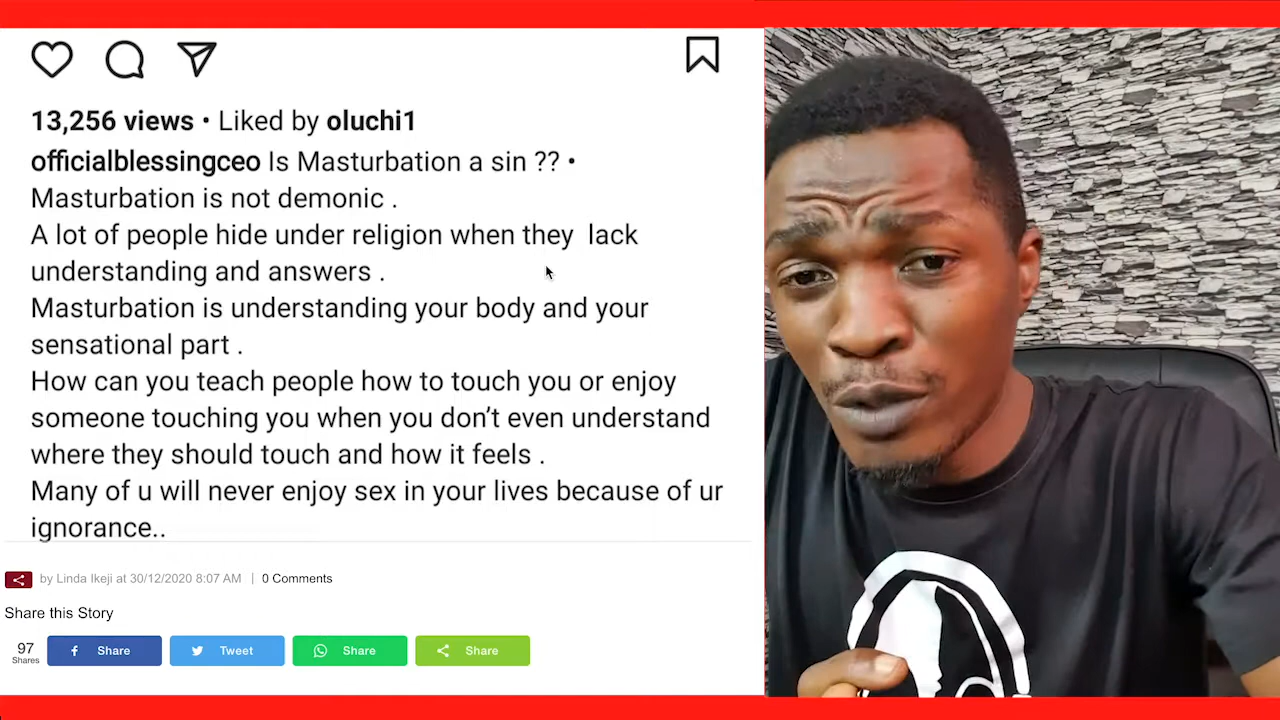 13,256 views • Liked by oluchi1
officialblessingceo Is Masturbation a sin ?? •
Masturbation is not demonic .
A lot of people hide under religion when they lack
understanding and answers .
Masturbation is understanding your body and your
sensational part .
How can you teach people how to touch you or enjoy
someone touching you when you don’t even understand
where they should touch and how it feels .
Many of u will never enjoy sex in your lives because of ur
ignorance..
by Linda Ikeji at 30/12/2020 8:07 AM | 0 Comments
Share this Story
97
Shares
Share
Tweet
Share
Share